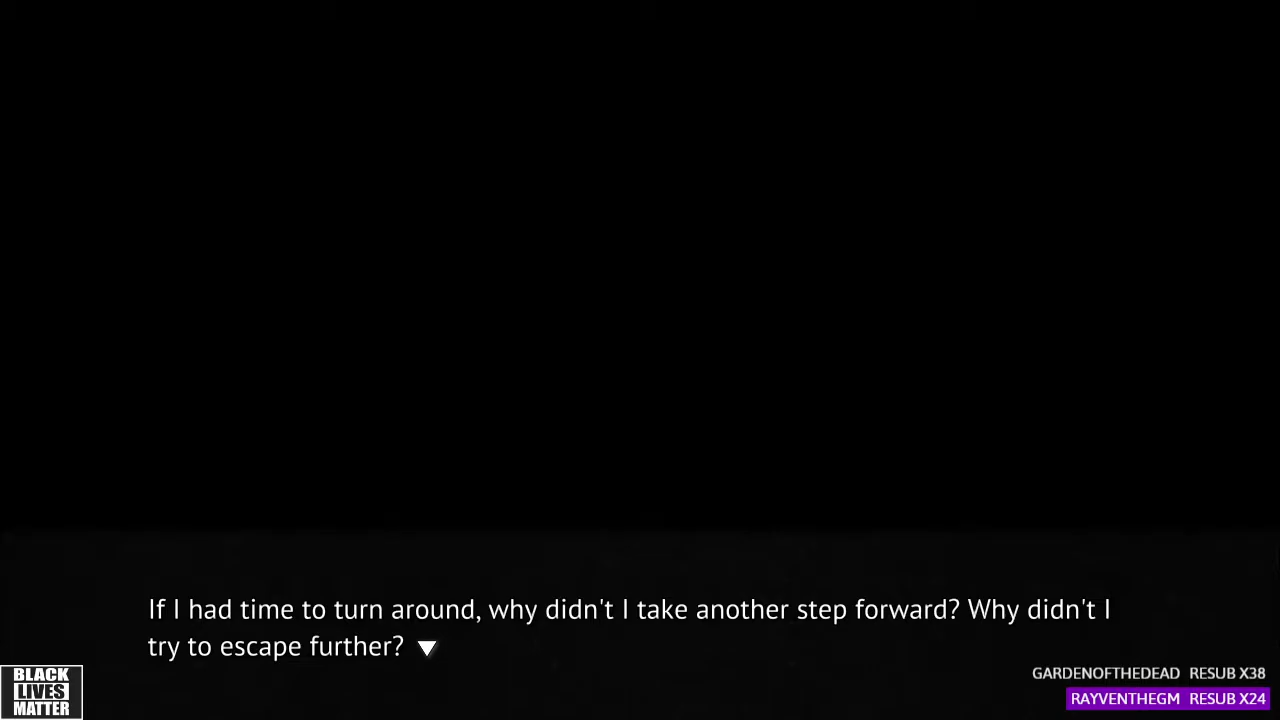 If I had time to turn around, why didn't I take another step forward? Why didn't I
try to escape further?
GARDENOFTHEDEAD RESUB X38
RAYVENTHEGM RESUB X24
BLACK
LIVES
MATTER